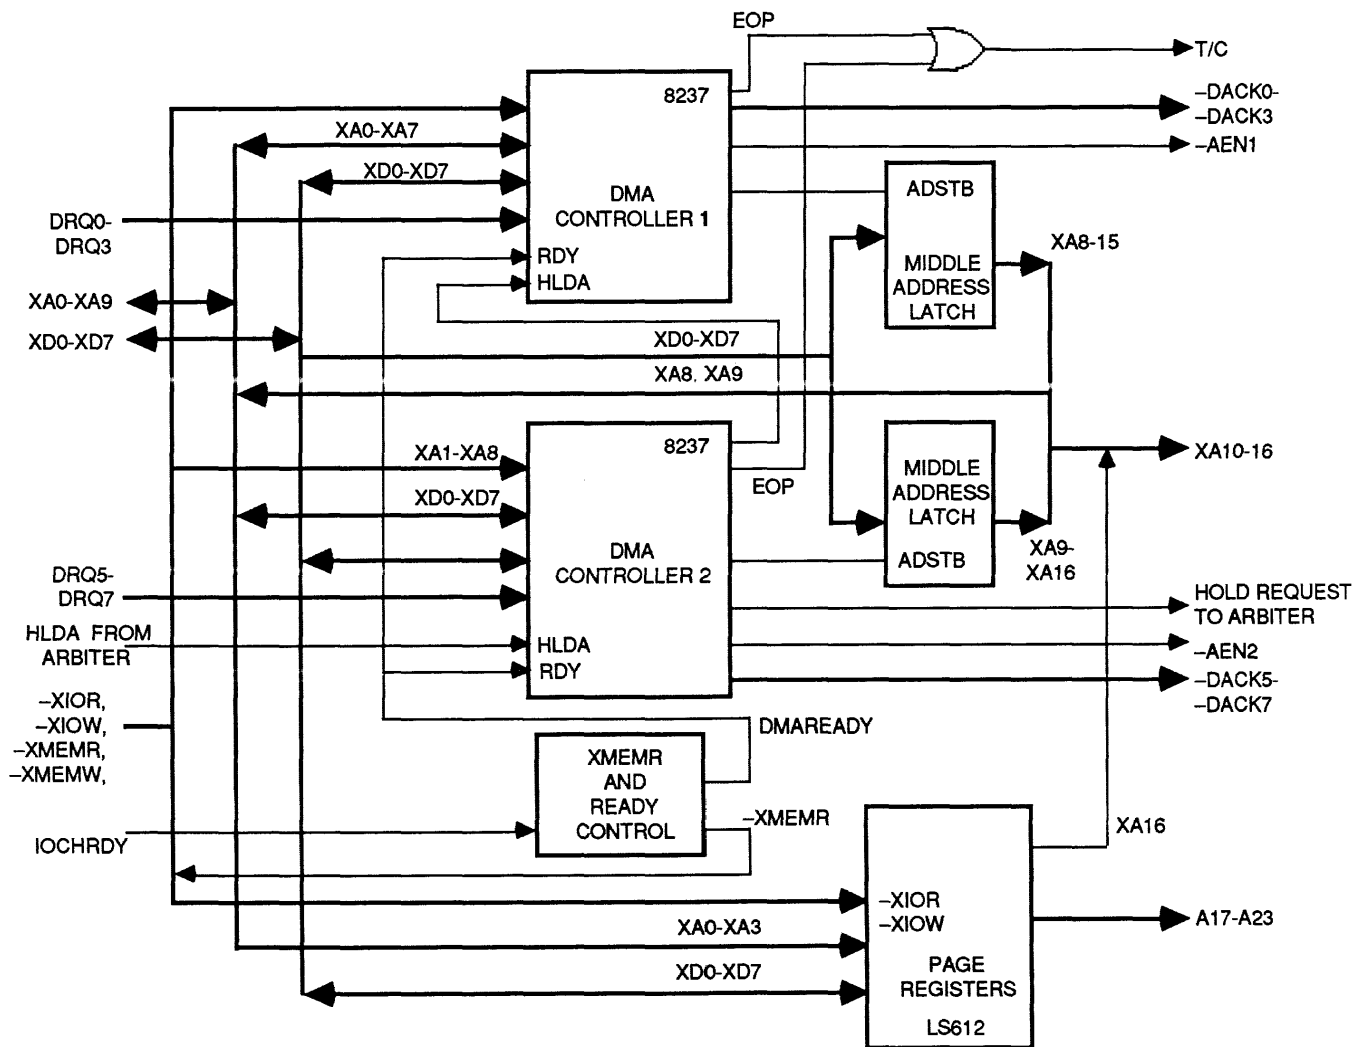 EOP
T/C
8237
–DACK0-
–DACK3
XA0-XA7
–AEN1
XD0-XD7
ADSTB
DMA
CONTROLLER 1
DRQ0-
DRQ3
XA8-15
RDY
MIDDLE
ADDRESS
LATCH
HLDA
XA0-XA9
XD0-XD7
XD0-XD7
XA8. XA9
8237
XA1-XA8
XA10-16
MIDDLE
ADDRESS
LATCH
EOP
XD0-XD7
DMA
CONTROLLER 2
XA9-
XA16
ADSTB
DRQ5-
DRQ7
HOLD REQUEST
TO ARBITER
HLDA FROM
ARBITER
HLDA
–AEN2
RDY
–DACK5-
–DACK7
–XIOR,
–XIOW,
–XMEMR,
–XMEMW,
DMAREADY
XMEMR
AND
READY
CONTROL
–XMEMR
XA16
IOCHRDY
–XIOR
–XIOW
A17-A23
XA0-XA3
PAGE
REGISTERS
XD0-XD7
LS612